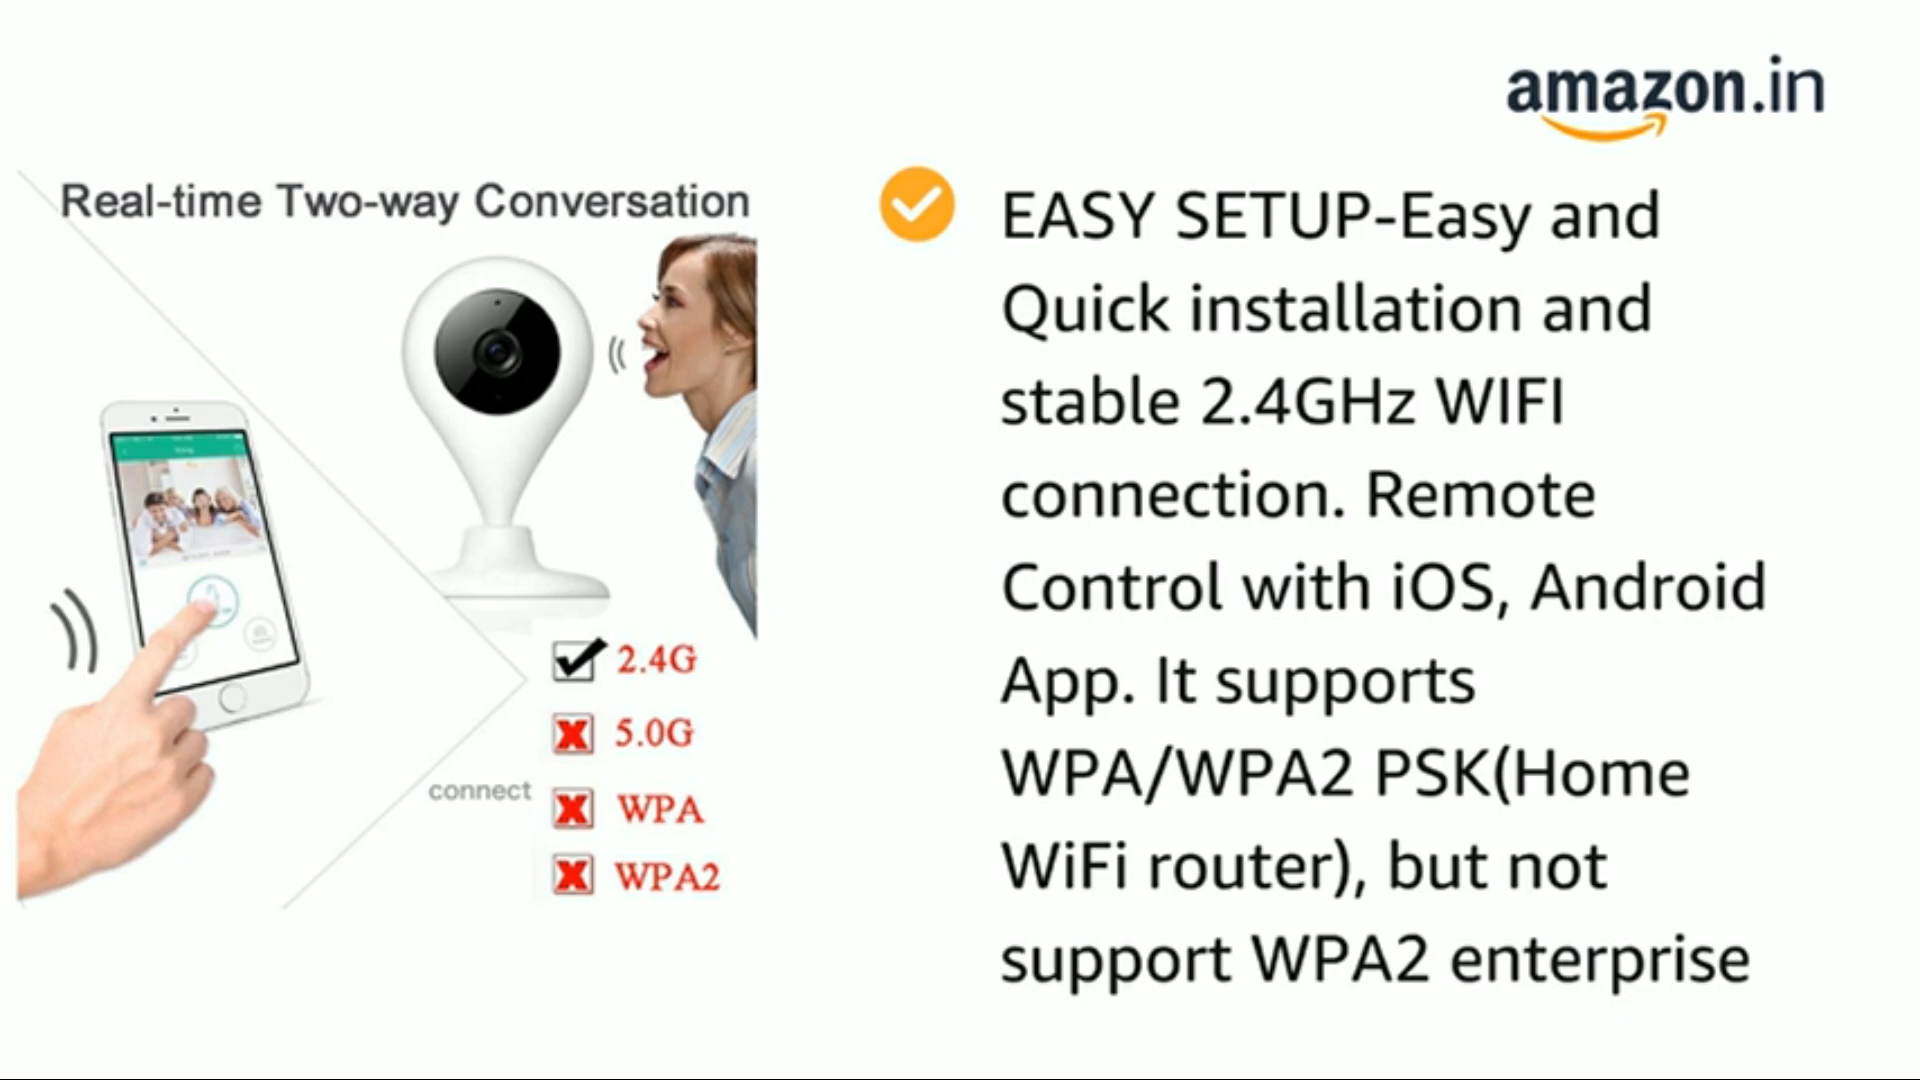 amazon.in
Real-time Two-way Conversation
2.4G
5.0G
connect
WPA
WPA2
EASY SETUP-Easy and
Quick installation and
stable 2.4GHz WIFI
connection. Remote
Control with iOS, Android
App. It supports
WPA/WPA2 PSK(Home
WiFi router), but not
support WPA2 enterprise